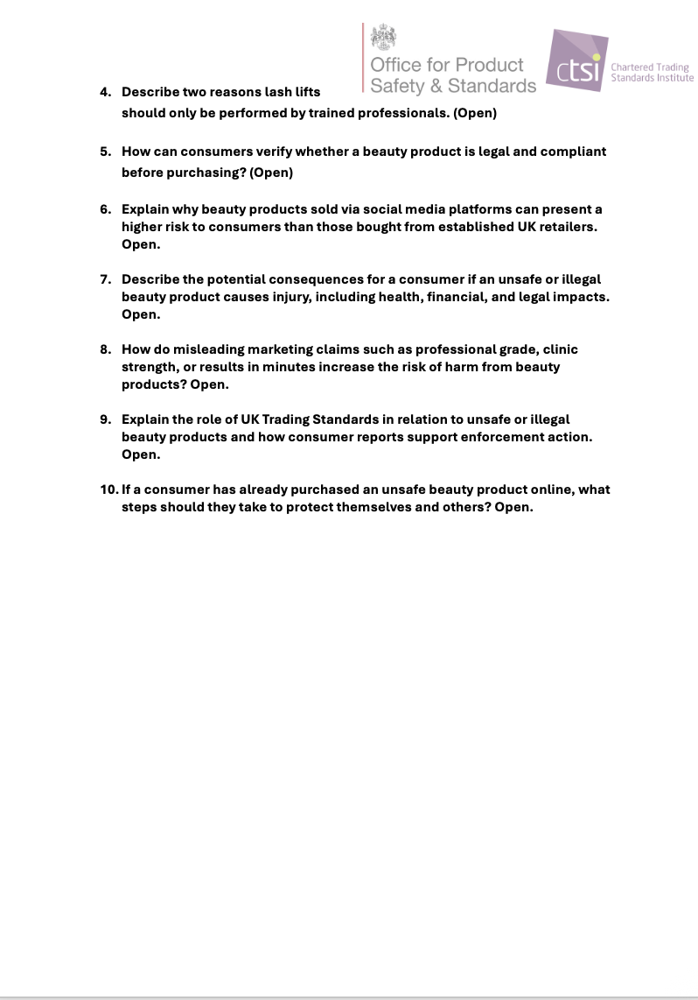 Office for Product
Safety & Standards
ctsi
Chartered Trading
Standards Institute
4. Describe two reasons lash lifts
should only be performed by trained professionals. (Open)
5. How can consumers verify whether a beauty product is legal and compliant
before purchasing? (Open)
6. Explain why beauty products sold via social media platforms can present a
higher risk to consumers than those bought from established UK retailers.
Open.
7. Describe the potential consequences for a consumer if an unsafe or illegal
beauty product causes injury, including health, financial, and legal impacts.
Open.
8. How do misleading marketing claims such as professional grade, clinic
strength, or results in minutes increase the risk of harm from beauty
products? Open.
9. Explain the role of UK Trading Standards in relation to unsafe or illegal
beauty products and how consumer reports support enforcement action.
Open.
10. If a consumer has already purchased an unsafe beauty product online, what
steps should they take to protect themselves and others? Open.